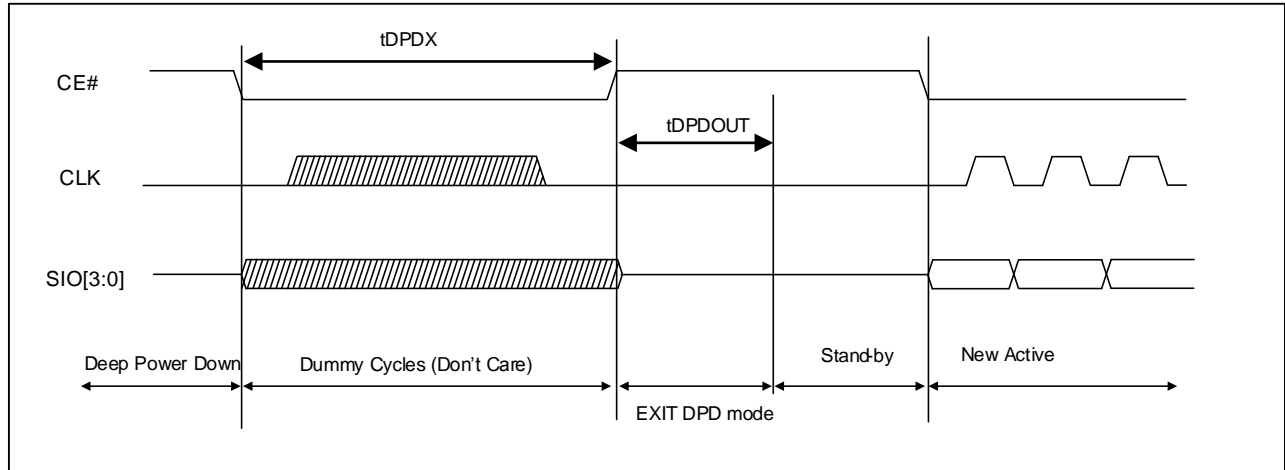 tDPDX
CE#
tDPDOUT
CLK
SIO[3:0]
Deep Power Down
Dummy Cycles (Don't Care)
Stand-by
New Active
EXIT DPD mode